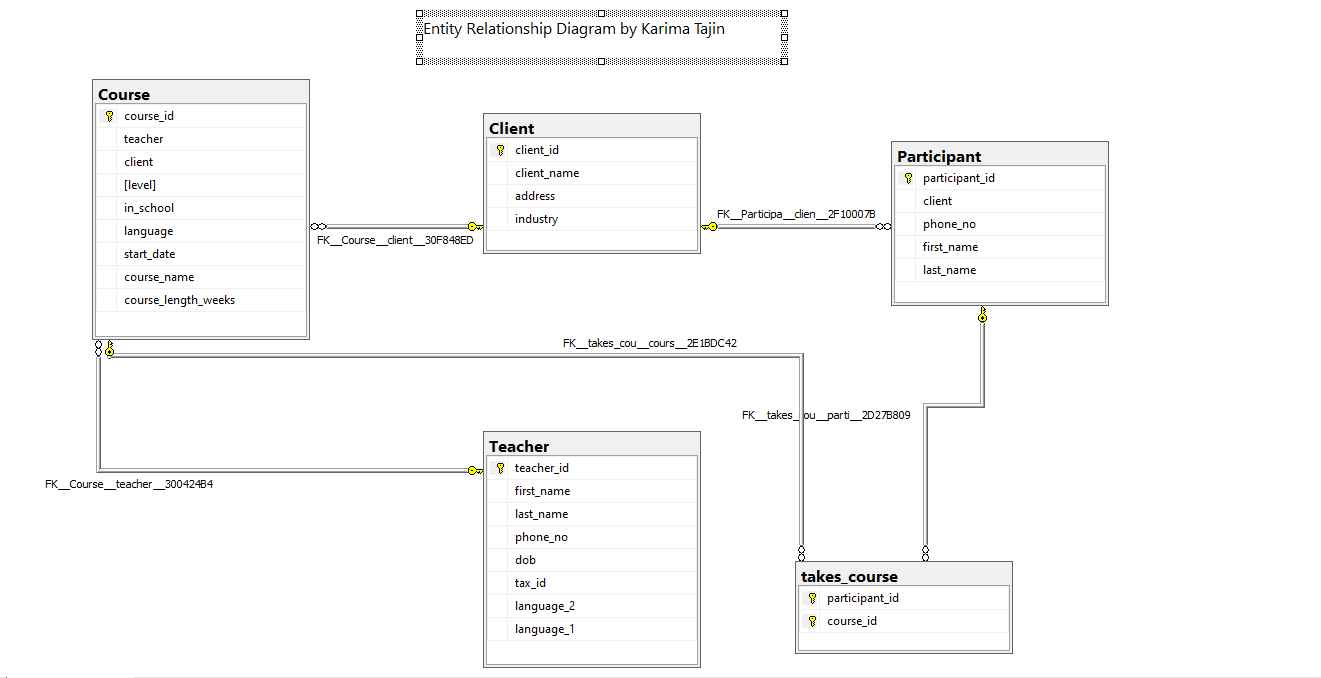 Entity Relationship Diagram by Karima Tajin
Course
course_id
teacher
client
[level]
in_school
language
start_date
course_name
course_length_weeks
FK__Course__client__30F848ED
Client
client_id
client_name
address
industry
FK__Participa__clien__2F10007B
Participant
participant_id
client
phone_no
first_name
last_name
FK__takes_cou__cours__2E1BDC42
FK__takes_cou__parti__2D27B809
FK__Course__teacher__300424B4
Teacher
teacher_id
first_name
last_name
phone_no
dob
tax_id
language_2
language_1
takes_course
participant_id
course_id